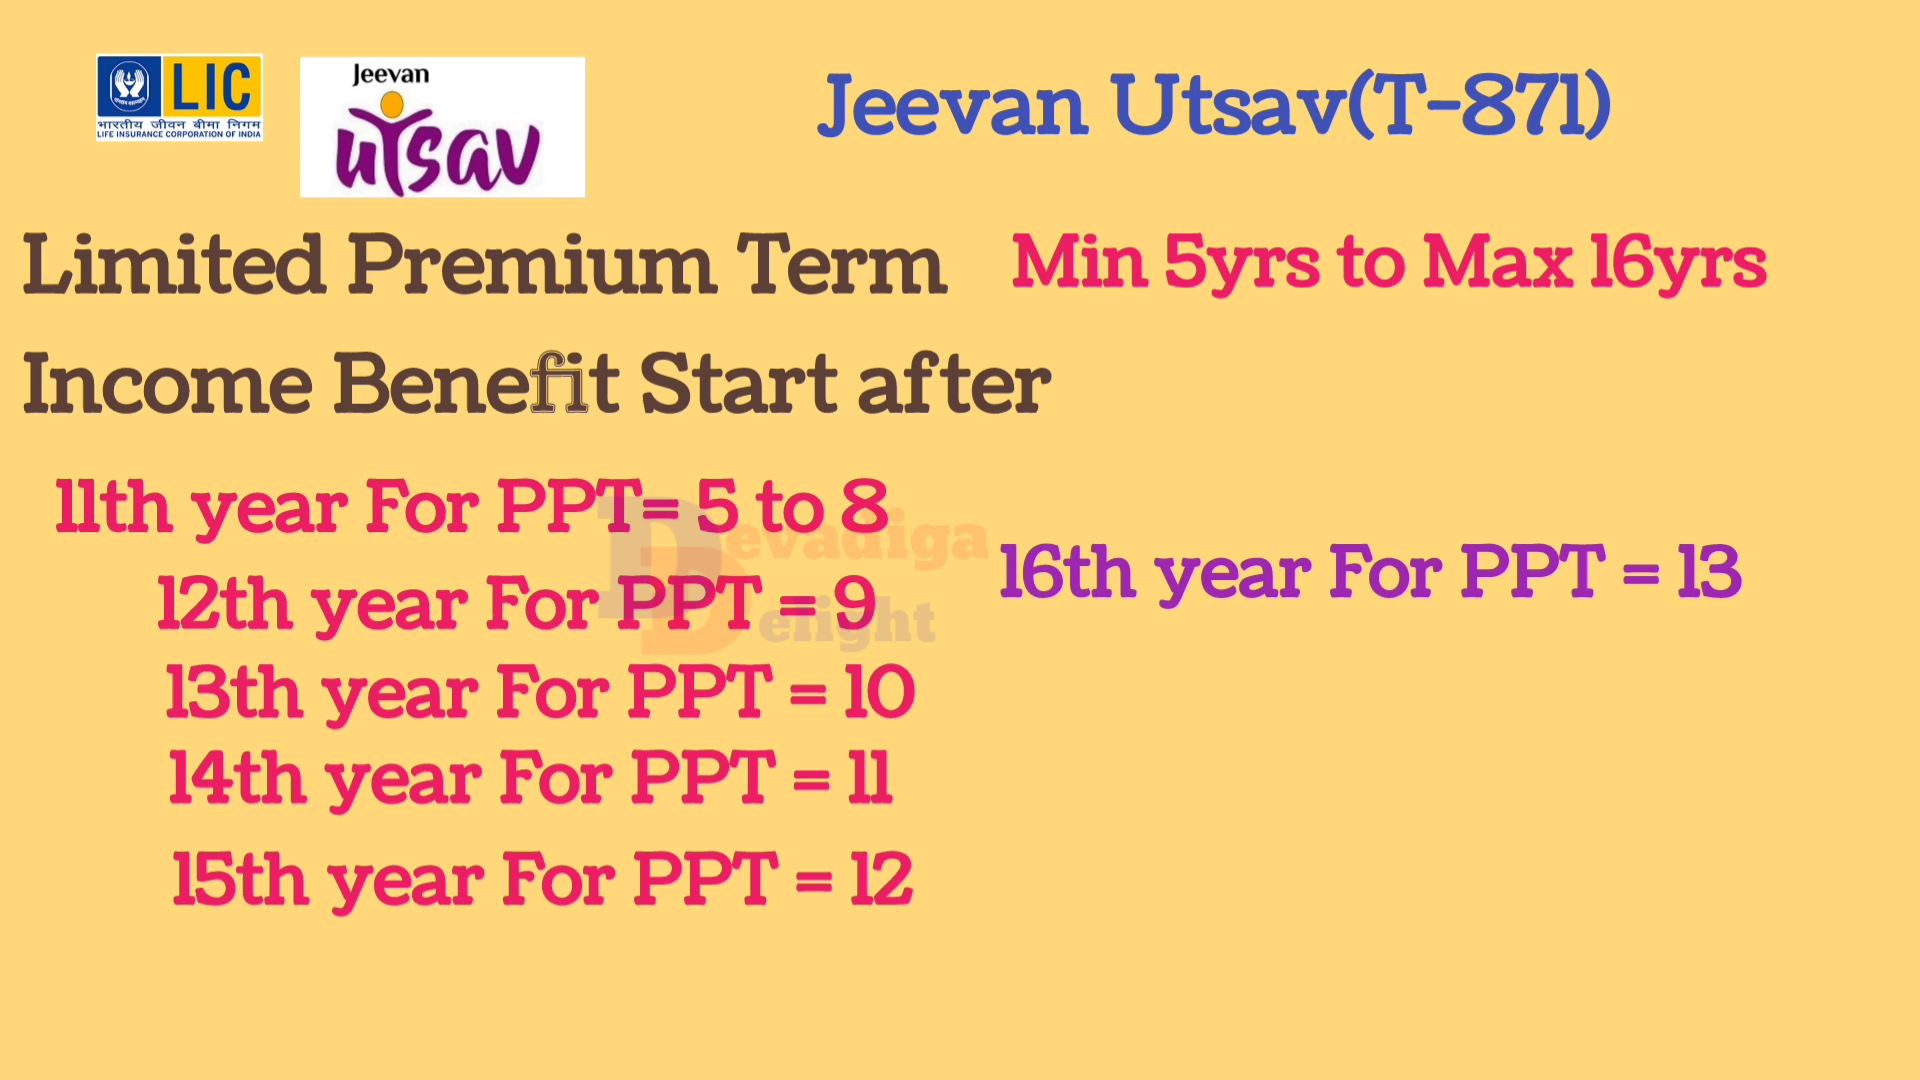 LIC
भारतीय जीवन बीमा निगम
LIFE INSURANCE CORPORATION OF INDIA
Jeevan
utsav
Jeevan Utsav(T-871)
Limited Premium Term
Min 5yrs to Max 16yrs
Income Benefit Start after
11th year For PPT= 5 to 8
12th year For PPT = 9
13th year For PPT = 10
14th year For PPT = 11
15th year For PPT = 12
16th year For PPT = 13
Devadiga
Delight